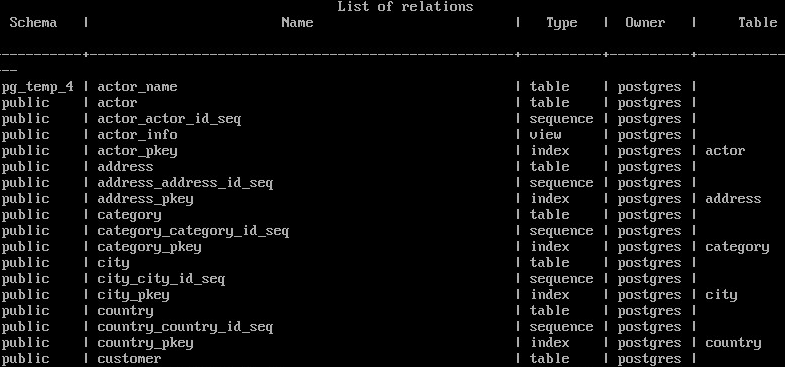 List of relations
Schema | Name | Type | Owner | Table
----------+------------------------------------------------------+----------+----------+-----------
--
pg_temp_4 | actor_name | table | postgres |
public | actor | table | postgres |
public | actor_actor_id_seq | sequence | postgres |
public | actor_info | view | postgres |
public | actor_pkey | index | postgres | actor
public | address | table | postgres |
public | address_address_id_seq | sequence | postgres |
public | address_pkey | index | postgres | address
public | category | table | postgres |
public | category_category_id_seq | sequence | postgres |
public | category_pkey | index | postgres | category
public | city | table | postgres |
public | city_city_id_seq | sequence | postgres |
public | city_pkey | index | postgres | city
public | country | table | postgres |
public | country_country_id_seq | sequence | postgres |
public | country_pkey | index | postgres | country
public | customer | table | postgres |